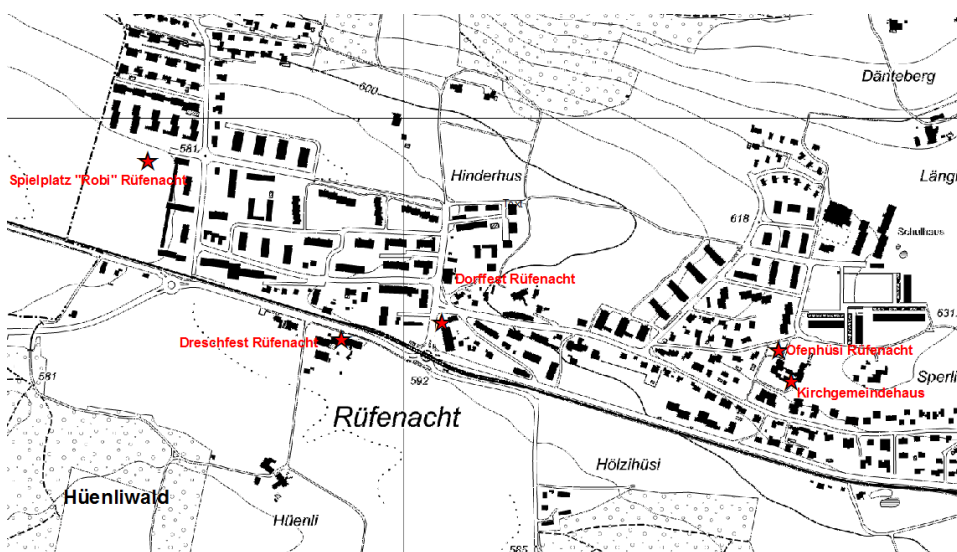 Dänteberg
600
581
Hinderhus
Spielplatz "Robi" Rüfenacht
618
Schulhaus
Dorffest Rüfenacht
631
Dreschfest Rüfenacht
Ofenhüsi Rüfenacht
581
592
Sperli
Kirchgemeindehaus
Rüfenacht
Hölzihüsi
Hüenliwald
Hüenli
585